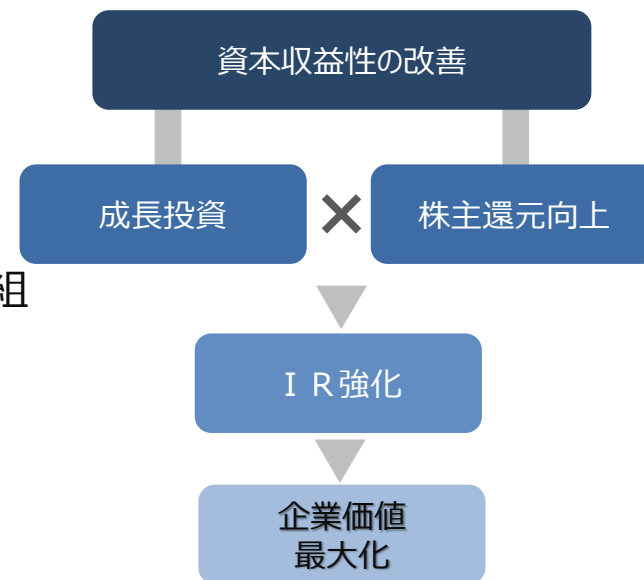 資本収益性の改善
成長投資
×
株主還元向上
組
ＩＲ強化
企業価値
最大化